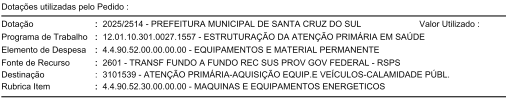 Dotações utilizadas pelo Pedido :
Dotação : 2025/2514 - PREFEITURA MUNICIPAL DE SANTA CRUZ DO SUL Valor Utilizado :
Programa de Trabalho : 12.01.10.301.0027.1557 - ESTRUTURAÇÃO DA ATENÇÃO PRIMÁRIA EM SAÚDE
Elemento de Despesa : 4.4.90.52.00.00.00.00 - EQUIPAMENTOS E MATERIAL PERMANENTE
Fonte de Recurso : 2601 - TRANSF FUNDO A FUNDO REC SUS PROV GOV FEDERAL - RSPS
Destinação : 3101539 - ATENÇÃO PRIMÁRIA-AQUISIÇÃO EQUIP.E VEÍCULOS-CALAMIDADE PÚBL.
Rubrica Item : 4.4.90.52.30.00.00.00 - MAQUINAS E EQUIPAMENTOS ENERGETICOS